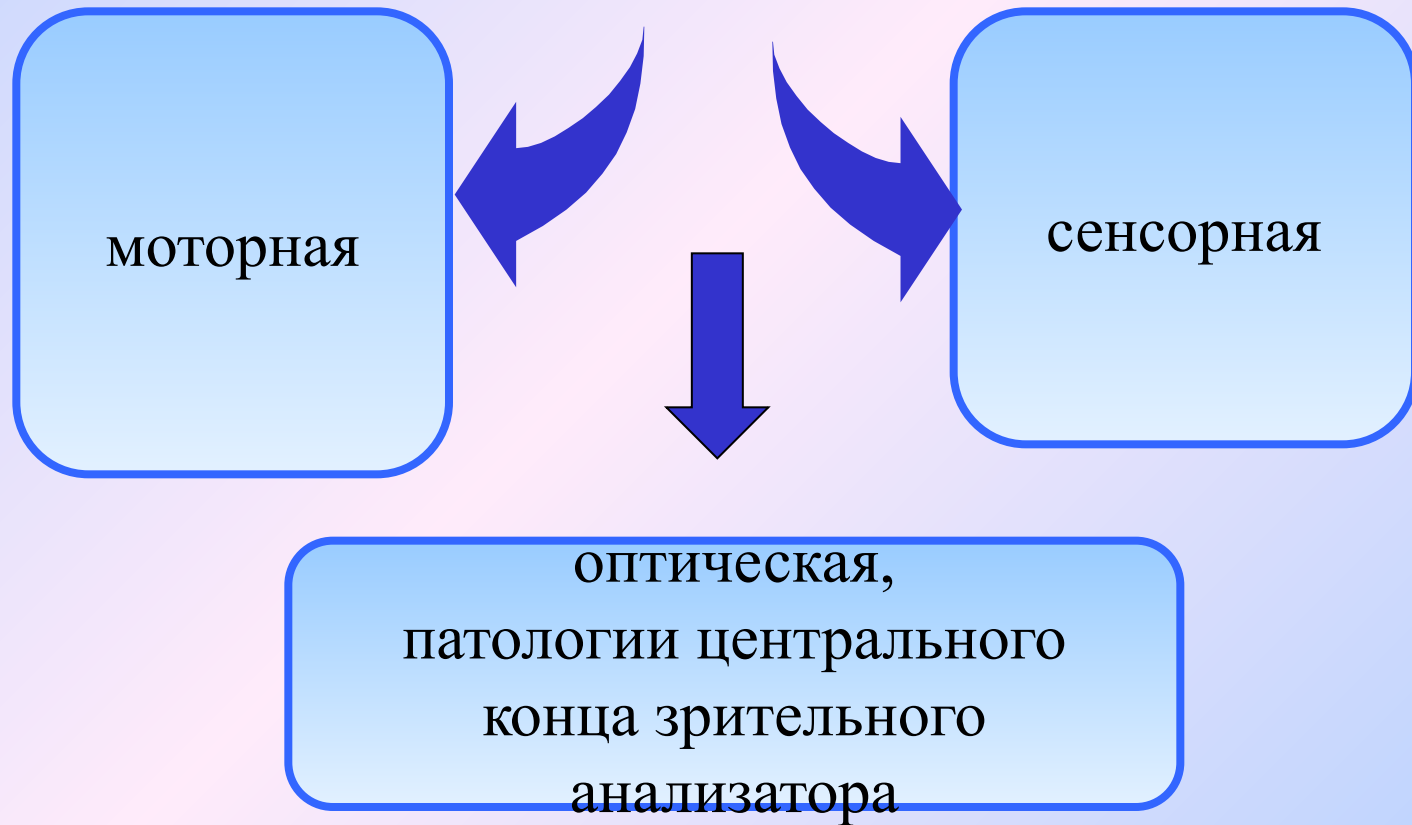 моторная
сенсорная
оптическая,
патологии центрального
конца зрительного
анализатора